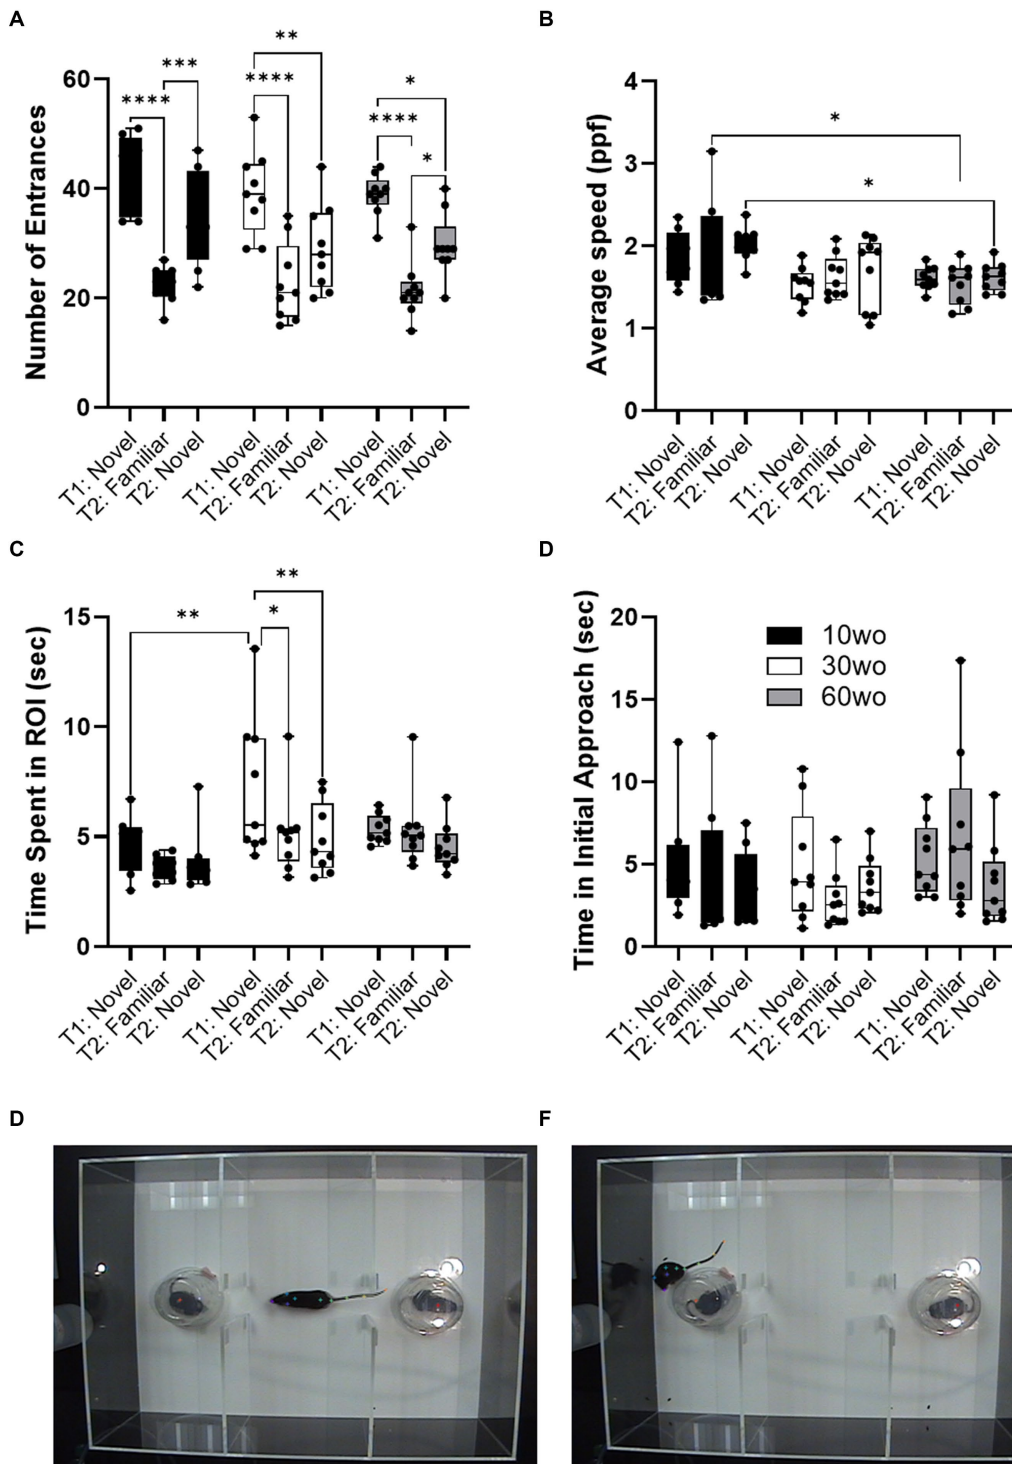 A
Number of Entrances
60
40
20
0
****
***
****
**
****
*
*
T1: Novel
T2: Familiar
T2: Novel
T1: Novel
T2: Familiar
T2: Novel
T1: Novel
T2: Familiar
T2: Novel
B
Average speed (ppf)
4
3
2
1
0
*
*
T1: Novel
T2: Familiar
T2: Novel
T1: Novel
T2: Familiar
T2: Novel
T1: Novel
T2: Familiar
T2: Novel
C
Time Spent in ROI (sec)
15
10
5
0
**
**
*
T1: Novel
T2: Familiar
T2: Novel
T1: Novel
T2: Familiar
T2: Novel
T1: Novel
T2: Familiar
T2: Novel
D
Time in Initial Approach (sec)
20
15
10
5
0
10wo
30wo
60wo
T1: Novel
T2: Familiar
T2: Novel
T1: Novel
T2: Familiar
T2: Novel
T1: Novel
T2: Familiar
T2: Novel
D
F